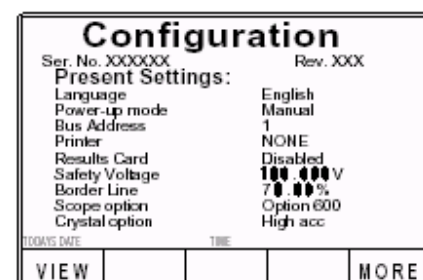 Configuration
Ser. No. XXXXXX Rev. XXX
Present Settings:
Language English
Power-up mode Manual
Bus Address 1
Printer NONE
Results Card Disabled
Safety Voltage V
Border Line %
Scope option Option 600
Crystal option High acc
TODAYS DATE TIME
VIEW MORE